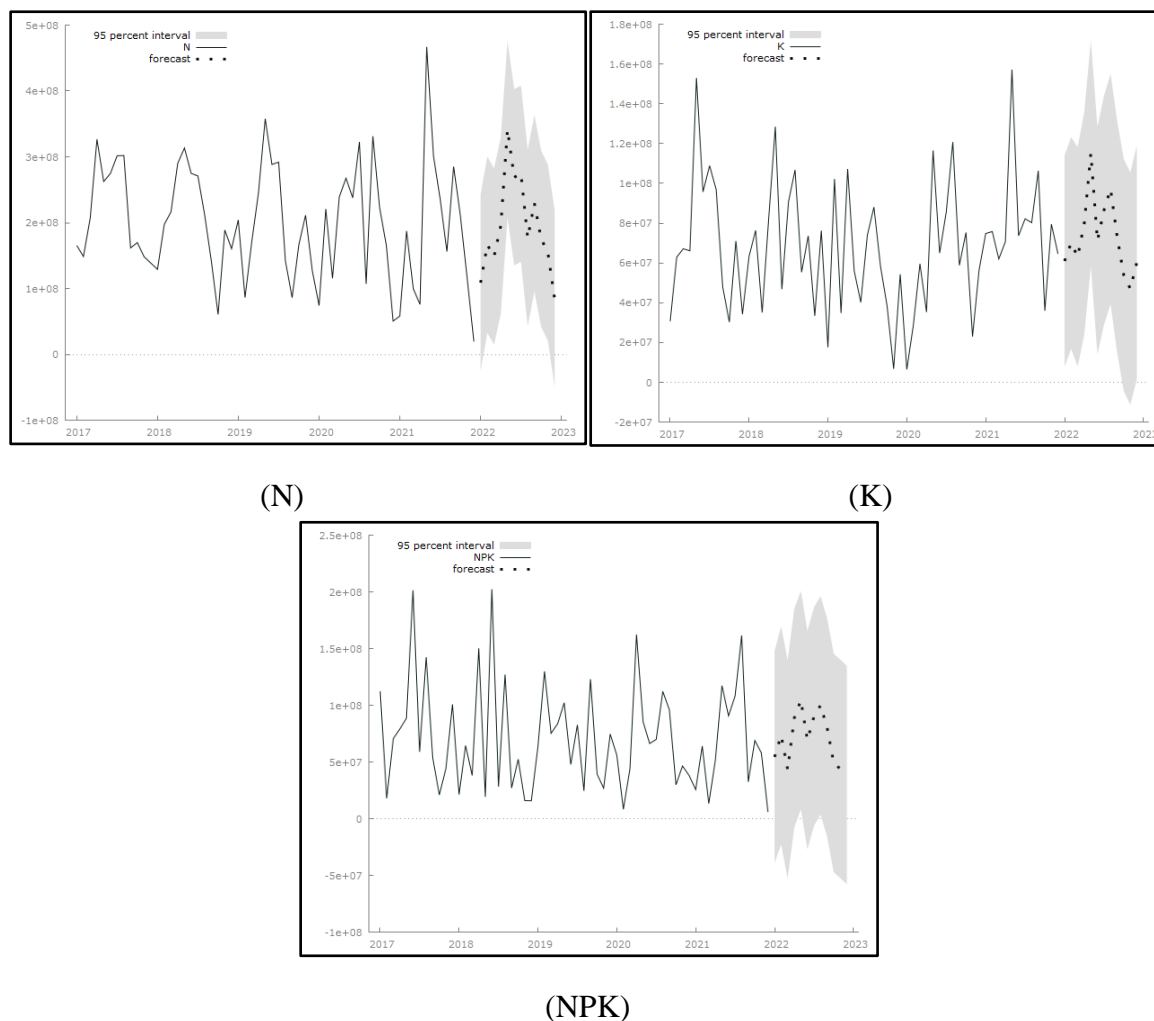 5e+08
95 percent interval
N
forecast
4e+08
3e+08
2e+08
1e+08
0
-1e+08
2017 2018 2019 2020 2021 2022 2023
1.8e+08
95 percent interval
K
forecast
1.6e+08
1.4e+08
1.2e+08
1e+08
8e+07
6e+07
4e+07
2e+07
0
-2e+07
2017 2018 2019 2020 2021 2022 2023
(N) (K)
2.5e+08
95 percent interval
NPK
forecast
2e+08
1.5e+08
1e+08
5e+07
0
-5e+07
-1e+08
2017 2018 2019 2020 2021 2022 2023
(NPK)